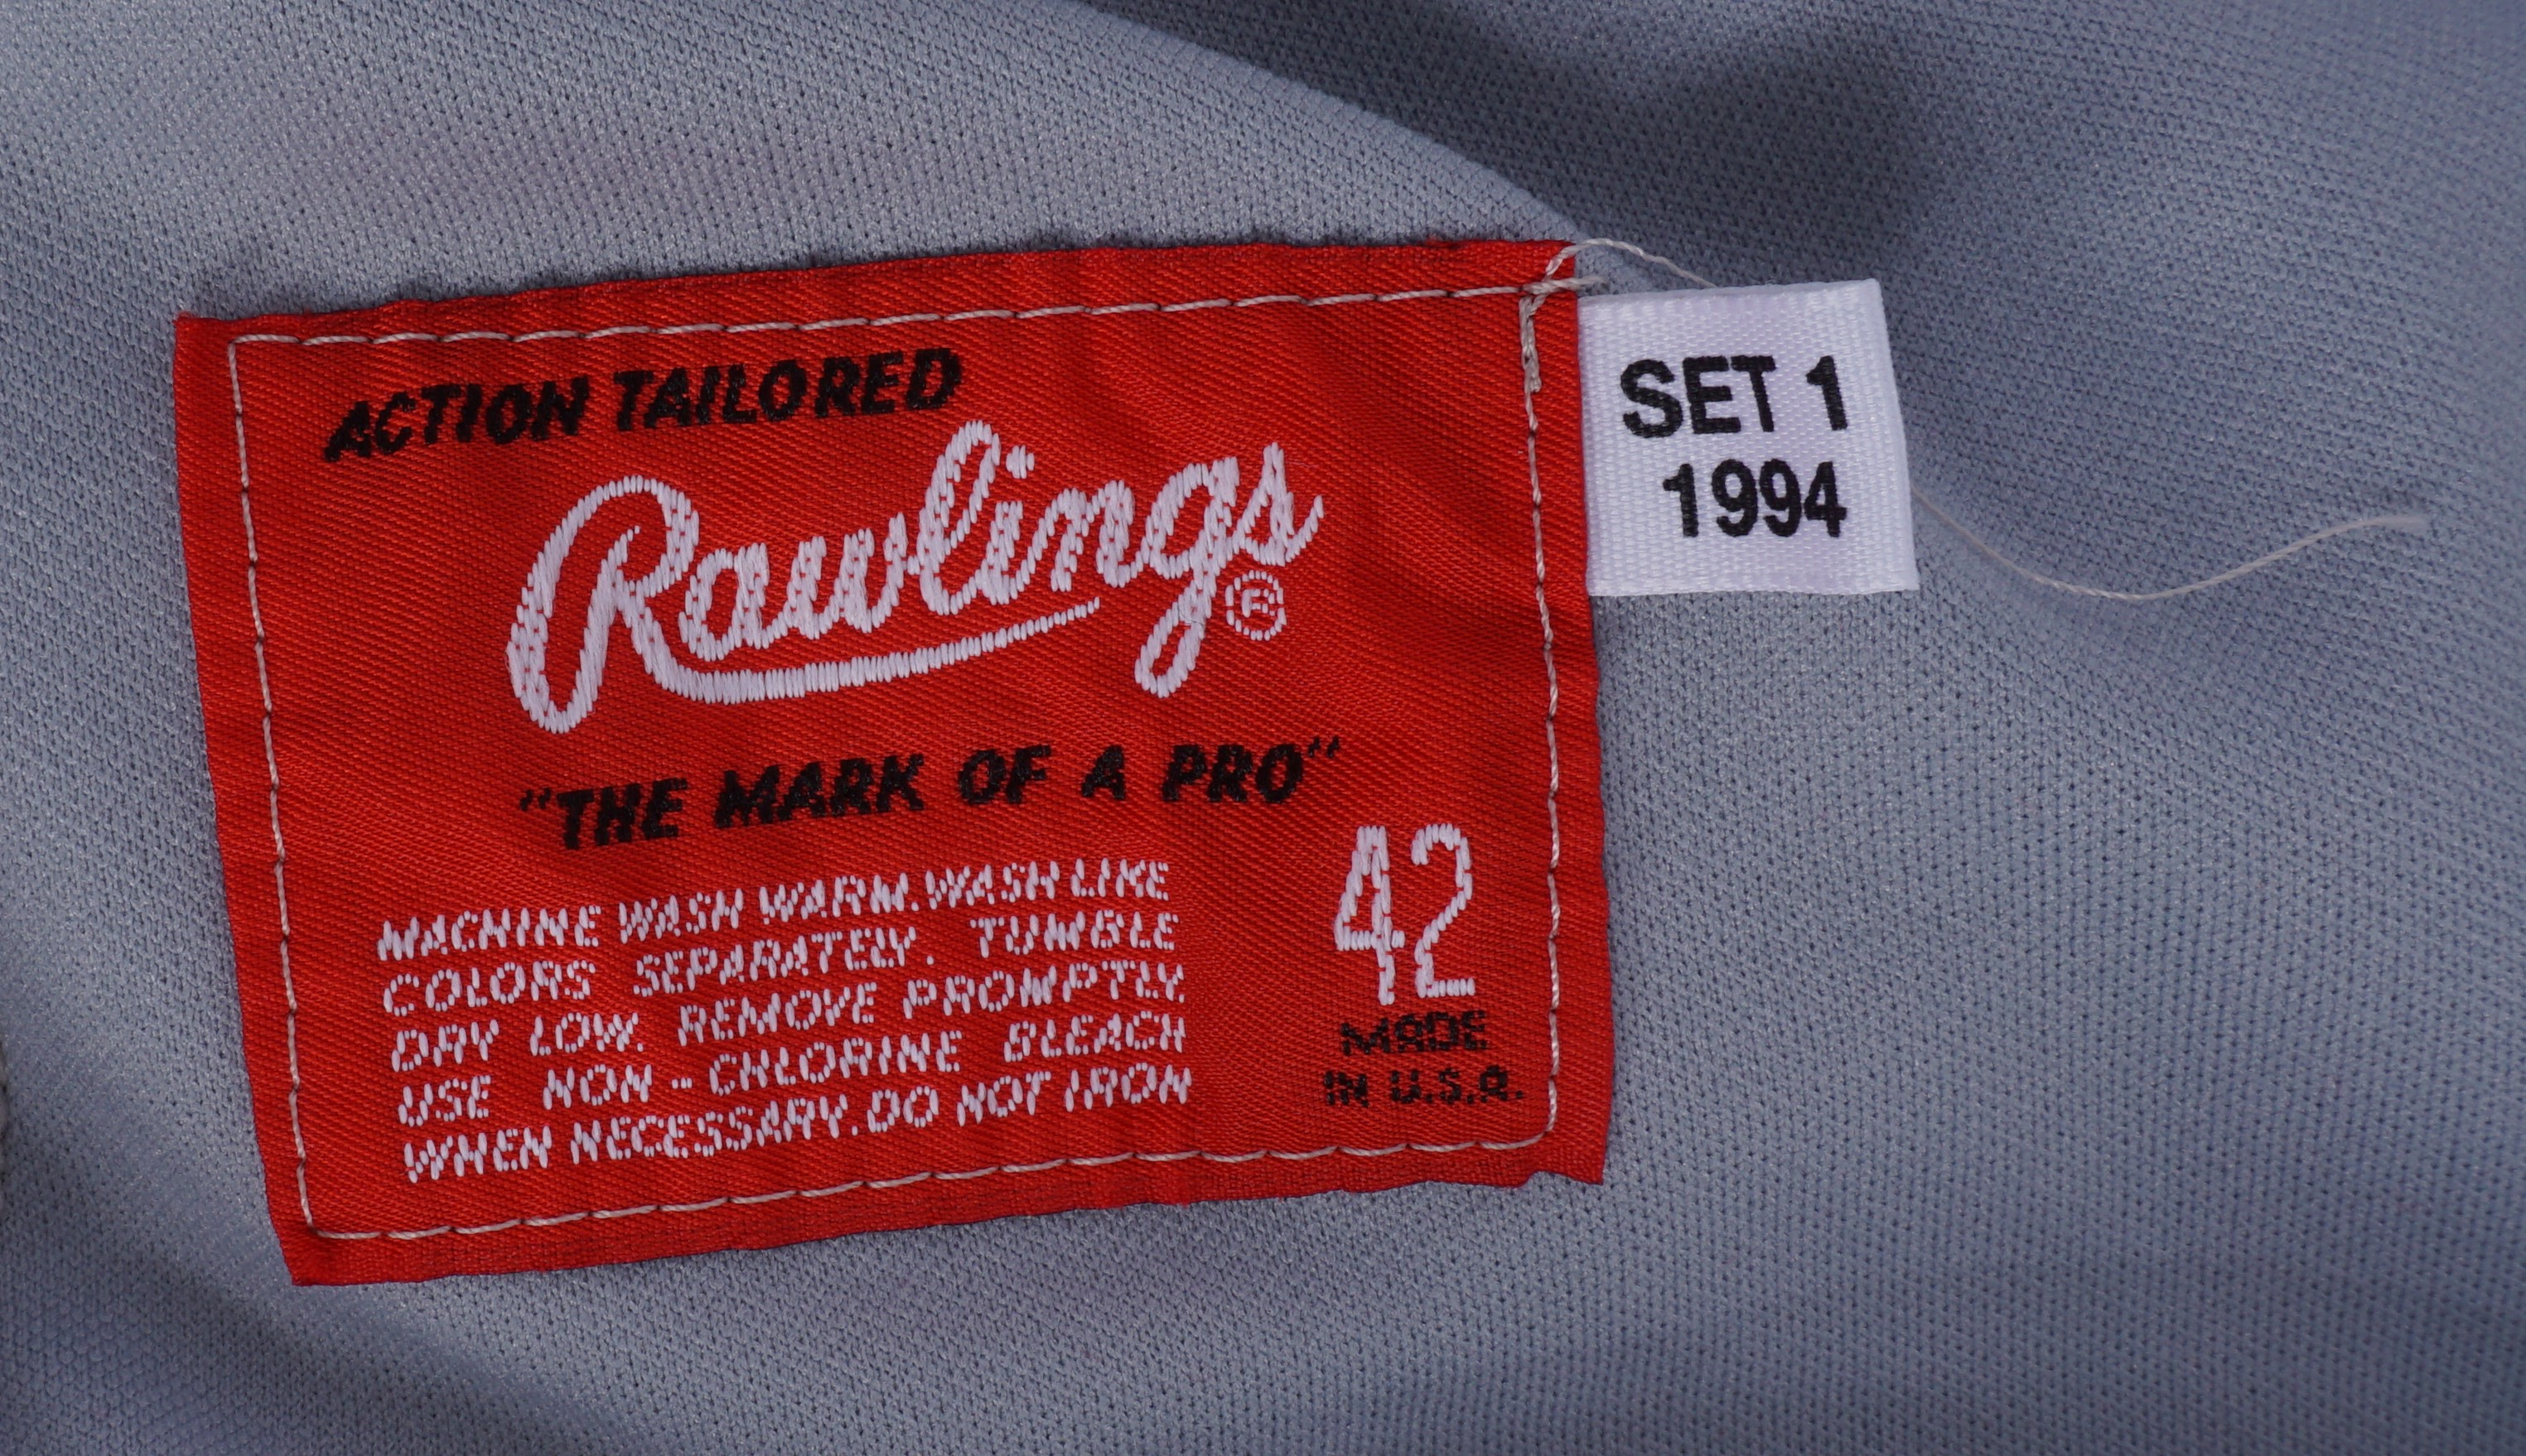 ACTION TAILORED
Rawlings®
"THE MARK OF A PRO"
MACHINE WASH WARM. WASH LIKE
COLORS SEPARATELY. TUMBLE
DRY LOW. REMOVE PROMPTLY.
USE NON-CHLORINE BLEACH
WHEN NECESSARY. DO NOT IRON
42
MADE
IN U.S.A.
SET 1
1994